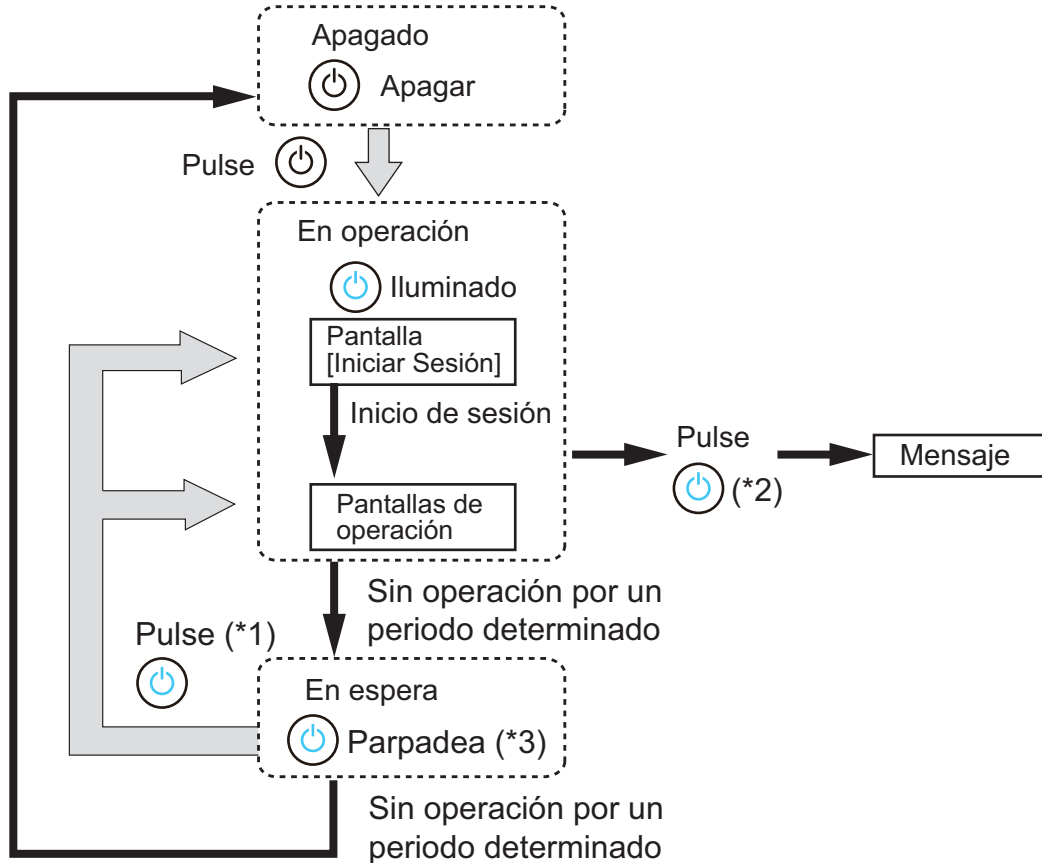 Apagado
Apagar
Pulse
En operación
Iluminado
Pantalla
[Iniciar Sesión]
Inicio de sesión
Pulse
(*2)
Mensaje
Pantallas de
operación
Sin operación por un
periodo determinado
Pulse (*1)
En espera
Parpadea (*3)
Sin operación por un
periodo determinado